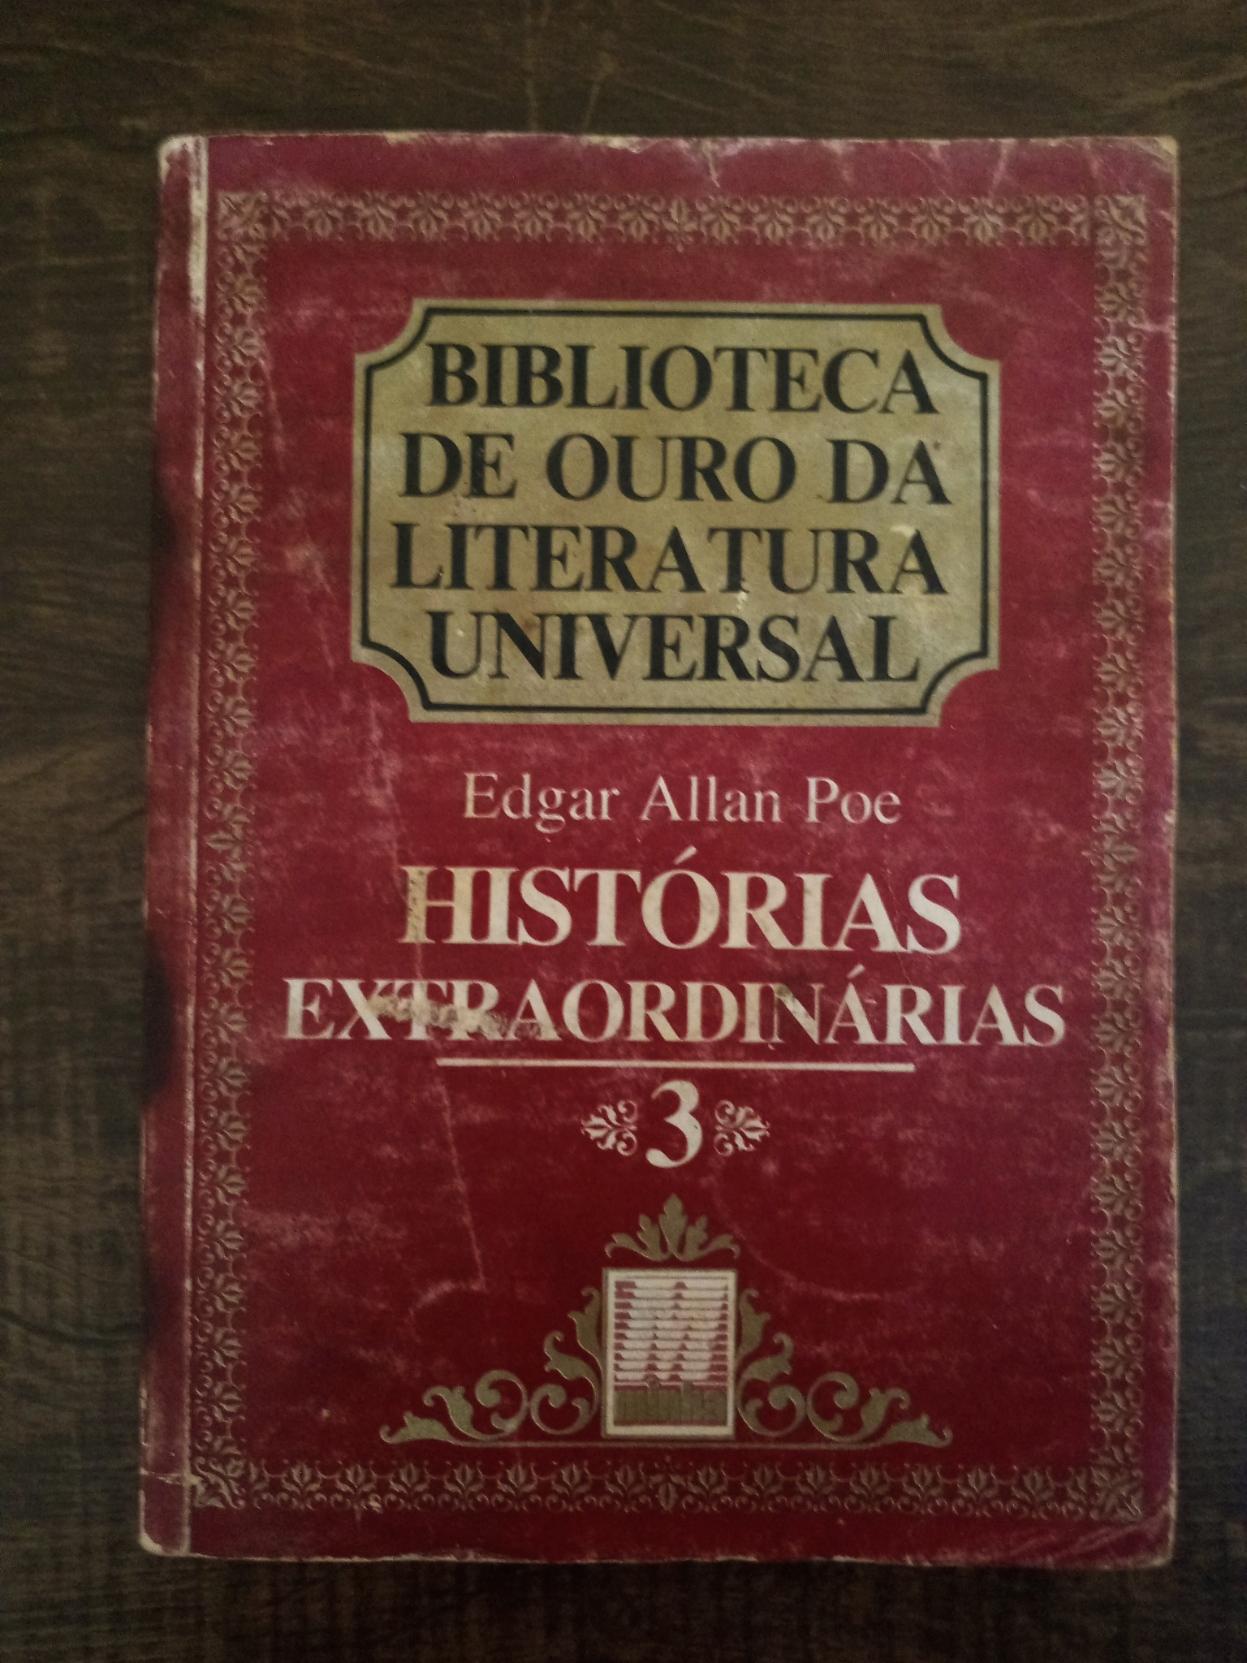 BIBLIOTECA
DE OURO DA
LITERATURA
UNIVERSAL
Edgar Allan Poe
HISTÓRIAS
EXTRAORDINÁRIAS
3